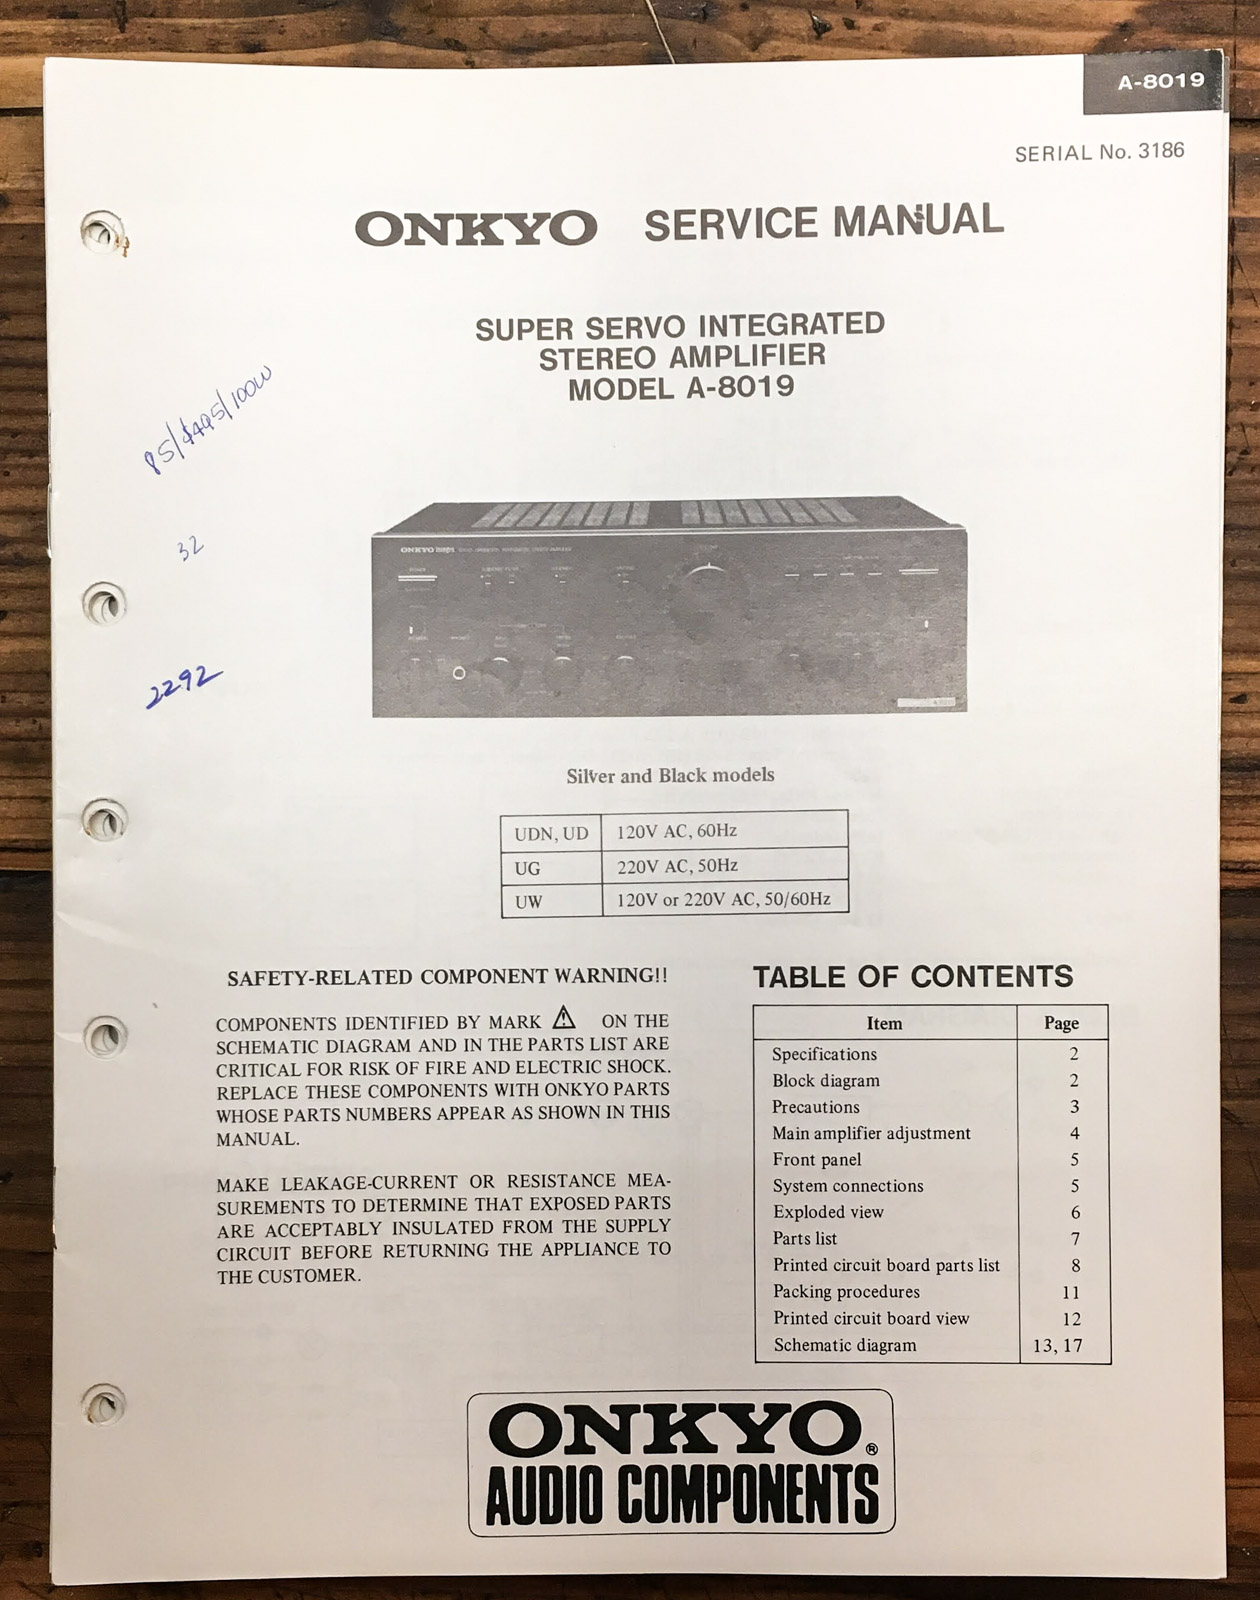 A-8019
SERIAL No. 3186
ONKYO SERVICE MANUAL
SUPER SERVO INTEGRATED
STEREO AMPLIFIER
MODEL A-8019
85/$495/100W
32
2292
ONKYO
Silver and Black models
UDN, UD 120V AC, 60Hz
UG 220V AC, 50Hz
UW 120V or 220V AC, 50/60Hz
SAFETY-RELATED COMPONENT WARNING!!
COMPONENTS IDENTIFIED BY MARK ⚠ ON THE
SCHEMATIC DIAGRAM AND IN THE PARTS LIST ARE
CRITICAL FOR RISK OF FIRE AND ELECTRIC SHOCK.
REPLACE THESE COMPONENTS WITH ONKYO PARTS
WHOSE PARTS NUMBERS APPEAR AS SHOWN IN THIS
MANUAL.
MAKE LEAKAGE-CURRENT OR RESISTANCE MEA-
SUREMENTS TO DETERMINE THAT EXPOSED PARTS
ARE ACCEPTABLY INSULATED FROM THE SUPPLY
CIRCUIT BEFORE RETURNING THE APPLIANCE TO
THE CUSTOMER.
TABLE OF CONTENTS
Item Page
Specifications 2
Block diagram 2
Precautions 3
Main amplifier adjustment 4
Front panel 5
System connections 5
Exploded view 6
Parts list 7
Printed circuit board parts list 8
Packing procedures 11
Printed circuit board view 12
Schematic diagram 13, 17
ONKYO®
AUDIO COMPONENTS